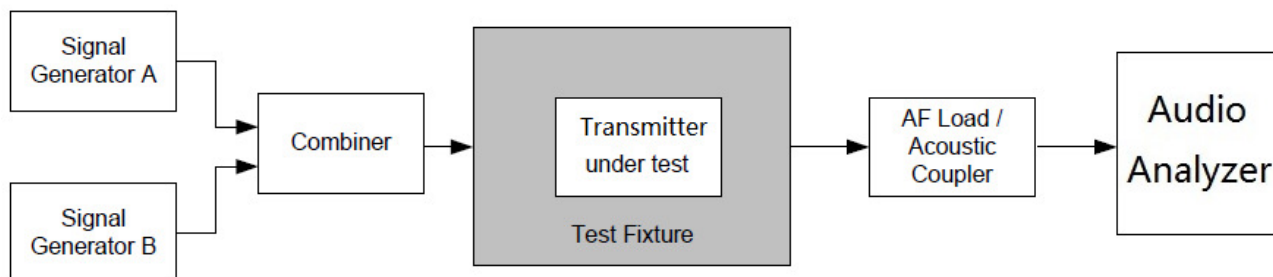 Signal
Generator A
Signal
Generator B
Combiner
Transmitter
under test
Test Fixture
AF Load /
Acoustic
Coupler
Audio
Analyzer